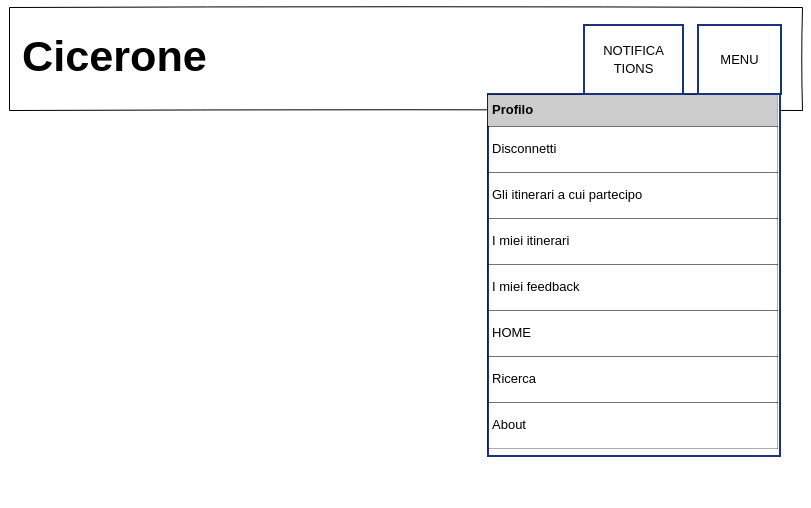 Cicerone
NOTIFICA
TIONS
MENU
Profilo
Disconnetti
Gli itinerari a cui partecipo
I miei itinerari
I miei feedback
HOME
Ricerca
About